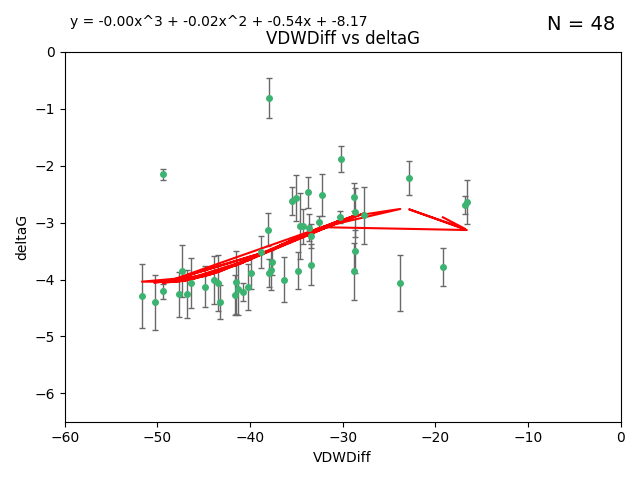 y = -0.00x^3 + -0.02x^2 + -0.54x + -8.17
N = 48
VDWDiff vs deltaG
0
−1
−2
−3
−4
−5
−6
deltaG
−60
−50
−40
−30
−20
−10
0
VDWDiff